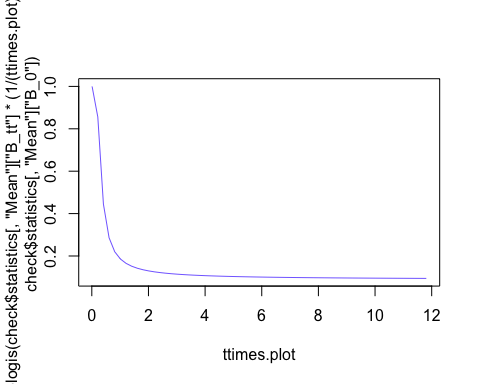 logis(check$statistics[, "Mean"]["B_tt"] * (1/(ttimes.plot)
check$statistics[, "Mean"]["B_0"])
1.0
0.8
0.6
0.4
0.2
0 2 4 6 8 10 12
ttimes.plot